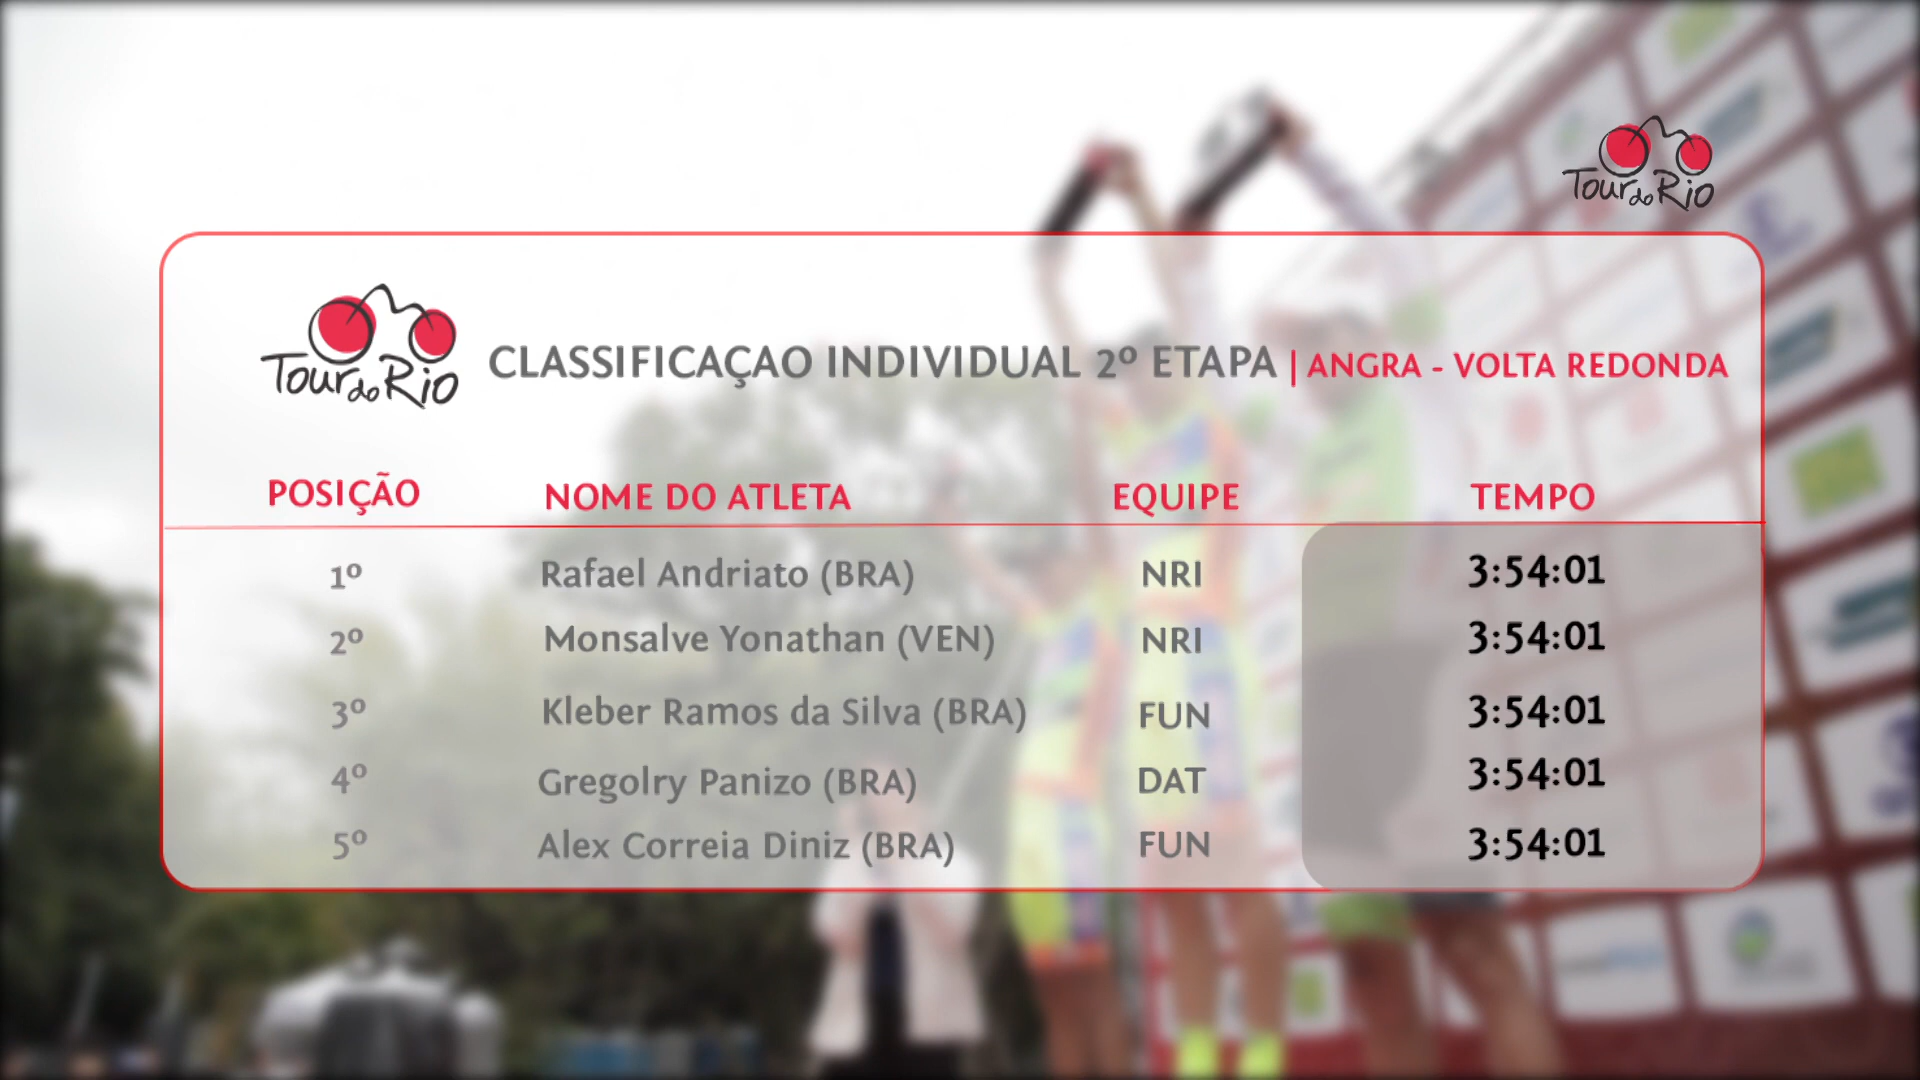 Tour do Rio
Tour do Rio
CLASSIFICAÇAO INDIVIDUAL 2º ETAPA | ANGRA - VOLTA REDONDA
POSIÇÃO NOME DO ATLETA EQUIPE TEMPO
1º Rafael Andriato (BRA) NRI 3:54:01
2º Monsalve Yonathan (VEN) NRI 3:54:01
3º Kleber Ramos da Silva (BRA) FUN 3:54:01
4º Gregolry Panizo (BRA) DAT 3:54:01
5º Alex Correia Diniz (BRA) FUN 3:54:01